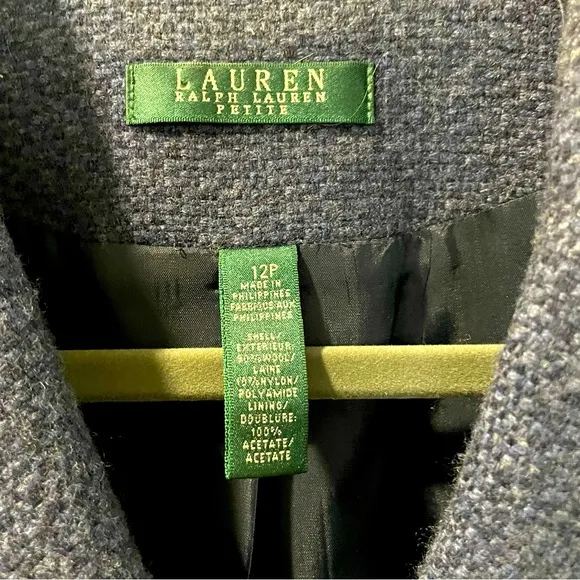 LAUREN
RALPH LAUREN
PETITE
12P
MADE IN
PHILIPPINES
FABRIQUÉ AUX
PHILIPPINES
SHELL/
EXTERIEUR:
90% WOOL/
LAINE
10% NYLON/
POLYAMIDE
LINING/
DOUBLURE:
100%
ACETATE/
ACETATE